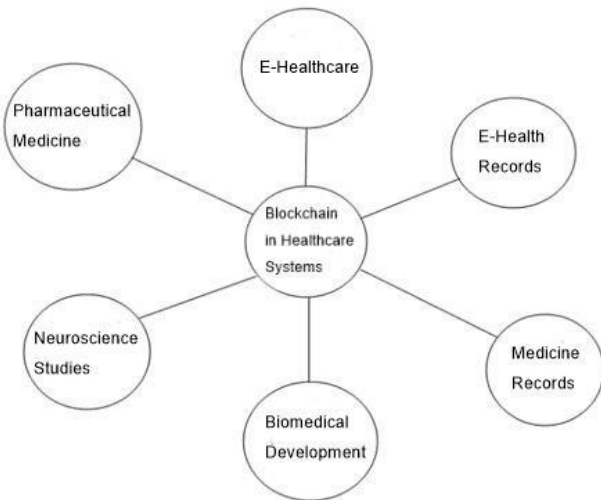 E-Healthcare
Pharmaceutical
Medicine
E-Health
Records
Blockchain
in Healthcare
Systems
Neuroscience
Studies
Medicine
Records
Biomedical
Development